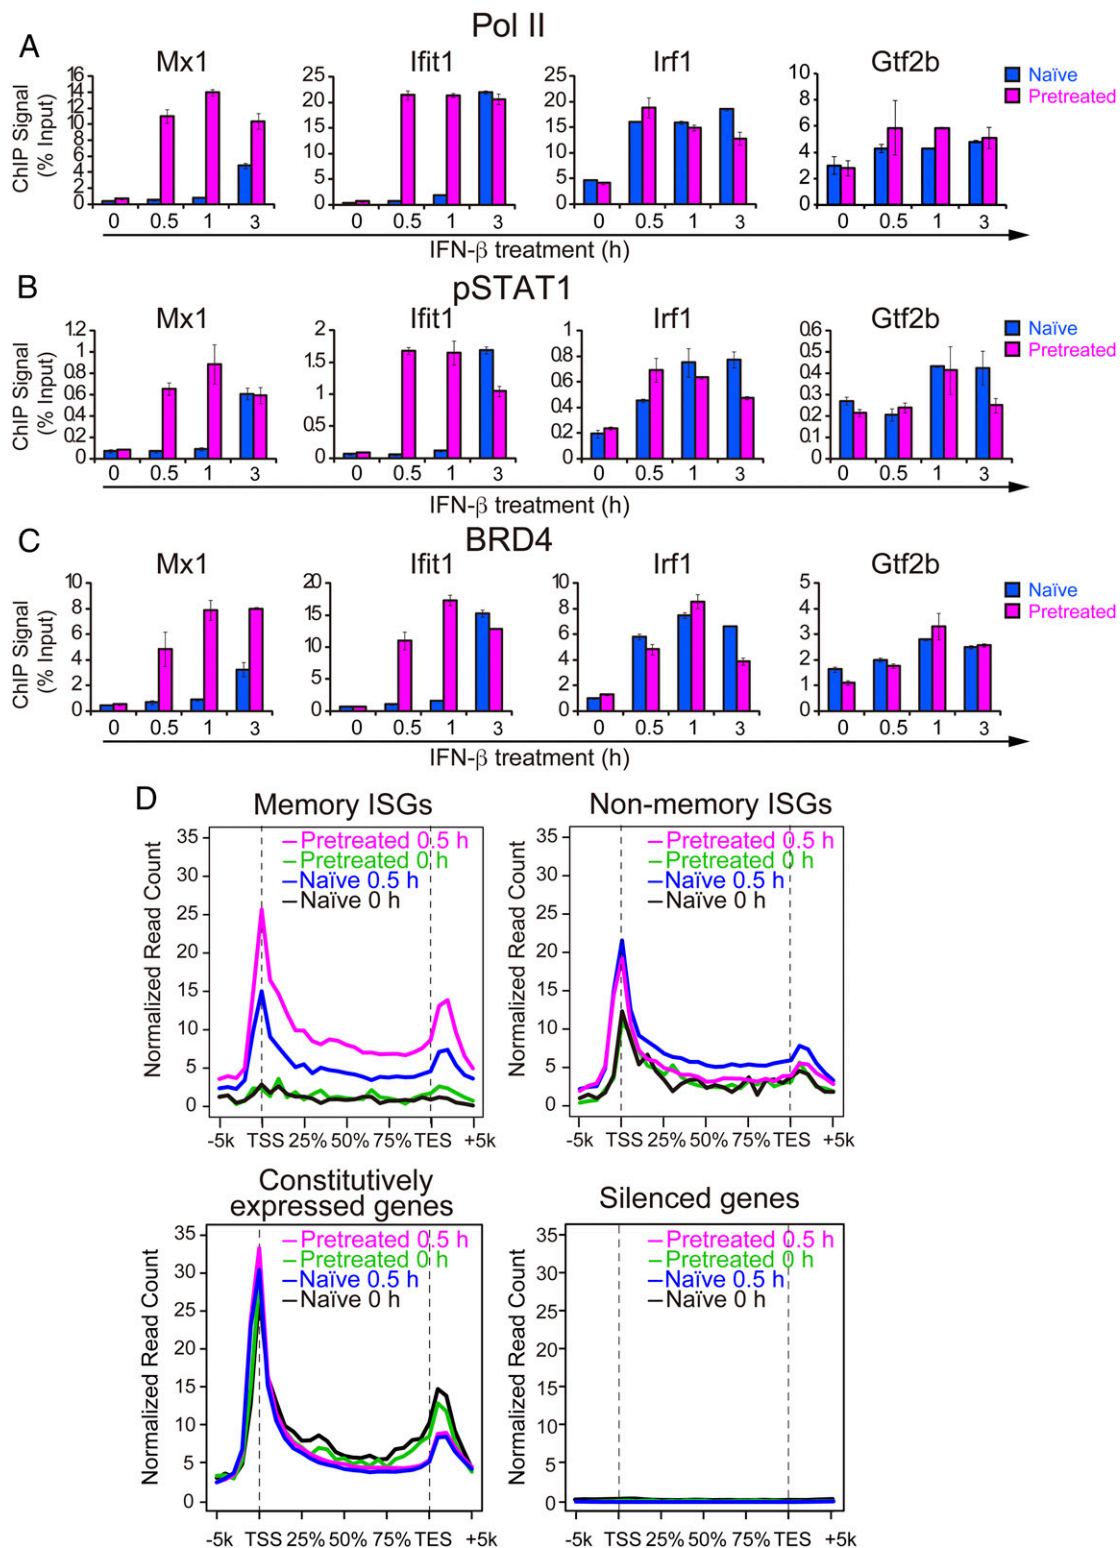 A
Pol II
Mx1
Ifit1
Irf1
Gtf2b
Naïve
Pretreated
ChIP Signal
(% Input)
16
14
12
10
8
6
4
2
0
25
20
15
10
5
0
25
20
15
10
5
0
10
8
6
4
2
0
0 0.5 1 3
0 0.5 1 3
0 0.5 1 3
0 0.5 1 3
IFN-β treatment (h)
B
pSTAT1
Mx1
Ifit1
Irf1
Gtf2b
Naïve
Pretreated
ChIP Signal
(% Input)
1.2
1
0.8
0.6
0.4
0.2
0
2
1.5
1
0.5
0
1
0.8
0.6
0.4
0.2
0
0.6
0.5
0.4
0.3
0.2
0.1
0
0 0.5 1 3
0 0.5 1 3
0 0.5 1 3
0 0.5 1 3
IFN-β treatment (h)
C
BRD4
Mx1
Ifit1
Irf1
Gtf2b
Naïve
Pretreated
ChIP Signal
(% Input)
10
8
6
4
2
0
20
15
10
5
0
10
8
6
4
2
0
5
4
3
2
1
0
0 0.5 1 3
0 0.5 1 3
0 0.5 1 3
0 0.5 1 3
IFN-β treatment (h)
D
Memory ISGs
Normalized Read Count
35
30
25
20
15
10
5
0
Pretreated 0.5 h
Pretreated 0 h
Naïve 0.5 h
Naïve 0 h
-5k TSS 25% 50% 75% TES +5k
Non-memory ISGs
Normalized Read Count
35
30
25
20
15
10
5
0
Pretreated 0.5 h
Pretreated 0 h
Naïve 0.5 h
Naïve 0 h
-5k TSS 25% 50% 75% TES +5k
Constitutively
expressed genes
Normalized Read Count
35
30
25
20
15
10
5
0
Pretreated 0.5 h
Pretreated 0 h
Naïve 0.5 h
Naïve 0 h
-5k TSS 25% 50% 75% TES +5k
Silenced genes
Normalized Read Count
35
30
25
20
15
10
5
0
Pretreated 0.5 h
Pretreated 0 h
Naïve 0.5 h
Naïve 0 h
-5k TSS 25% 50% 75% TES +5k